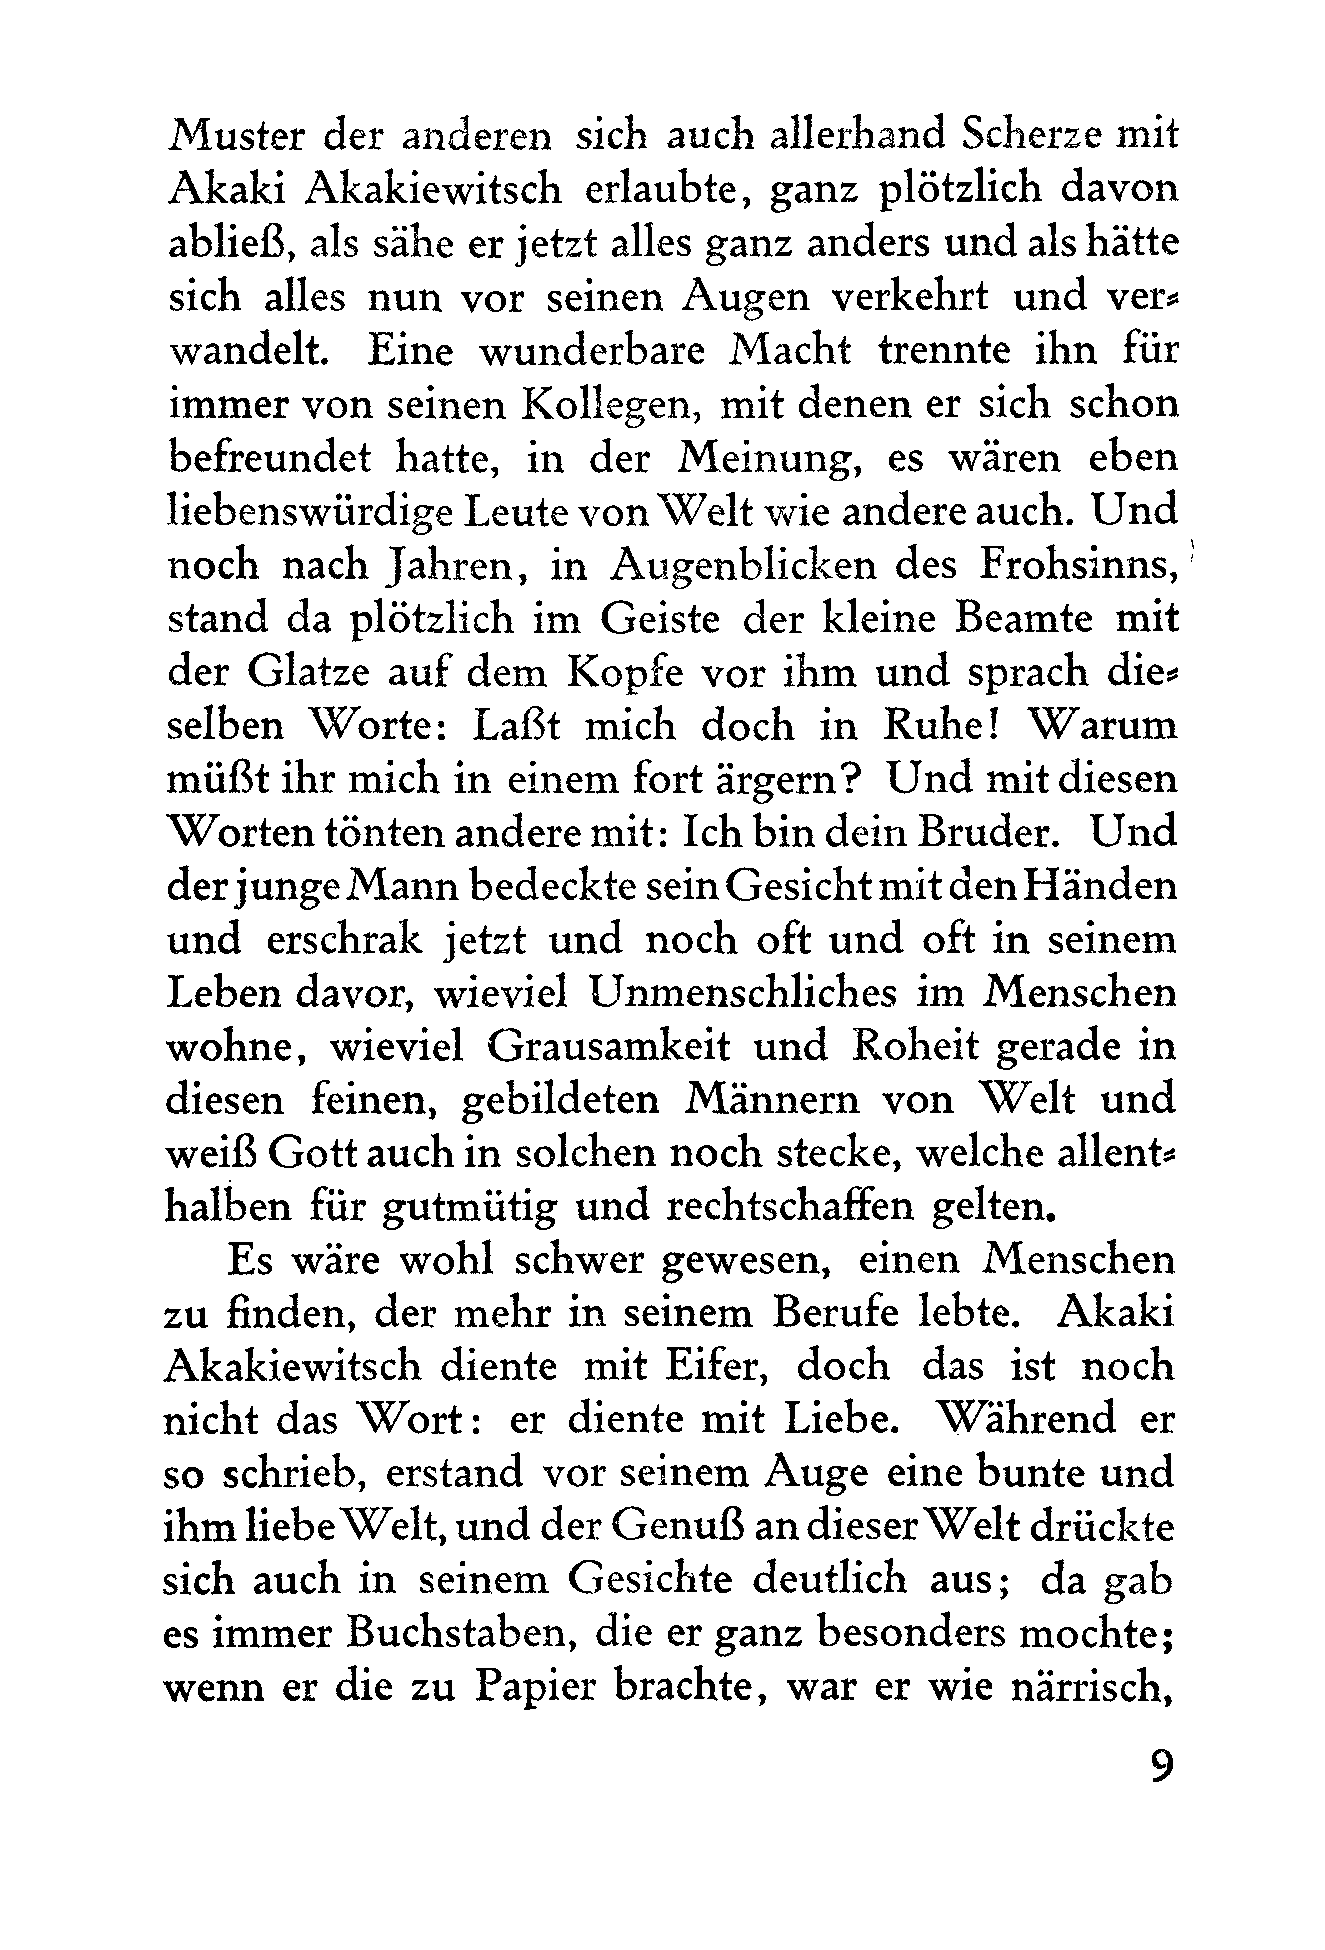 Muster der anderen sich auch allerhand Scherze mit
Akaki Akakiewitsch erlaubte, ganz plötzlich davon
abließ, als sähe er jetzt alles ganz anders und als hätte
sich alles nun vor seinen Augen verkehrt und ver⸗
wandelt. Eine wunderbare Macht trennte ihn für
immer von seinen Kollegen, mit denen er sich schon
befreundet hatte, in der Meinung, es wären eben
liebenswürdige Leute von Welt wie andere auch. Und
noch nach Jahren, in Augenblicken des Frohsinns,
stand da plötzlich im Geiste der kleine Beamte mit
der Glatze auf dem Kopfe vor ihm und sprach die⸗
selben Worte: Laßt mich doch in Ruhe! Warum
müßt ihr mich in einem fort ärgern? Und mit diesen
Worten tönten andere mit: Ich bin dein Bruder. Und
der junge Mann bedeckte sein Gesicht mit den Händen
und erschrak jetzt und noch oft und oft in seinem
Leben davor, wieviel Unmenschliches im Menschen
wohne, wieviel Grausamkeit und Roheit gerade in
diesen feinen, gebildeten Männern von Welt und
weiß Gott auch in solchen noch stecke, welche allent⸗
halben für gutmütig und rechtschaffen gelten.
Es wäre wohl schwer gewesen, einen Menschen
zu finden, der mehr in seinem Berufe lebte. Akaki
Akakiewitsch diente mit Eifer, doch das ist noch
nicht das Wort: er diente mit Liebe. Während er
so schrieb, erstand vor seinem Auge eine bunte und
ihm liebe Welt, und der Genuß an dieser Welt drückte
sich auch in seinem Gesichte deutlich aus; da gab
es immer Buchstaben, die er ganz besonders mochte;
wenn er die zu Papier brachte, war er wie närrisch,
9